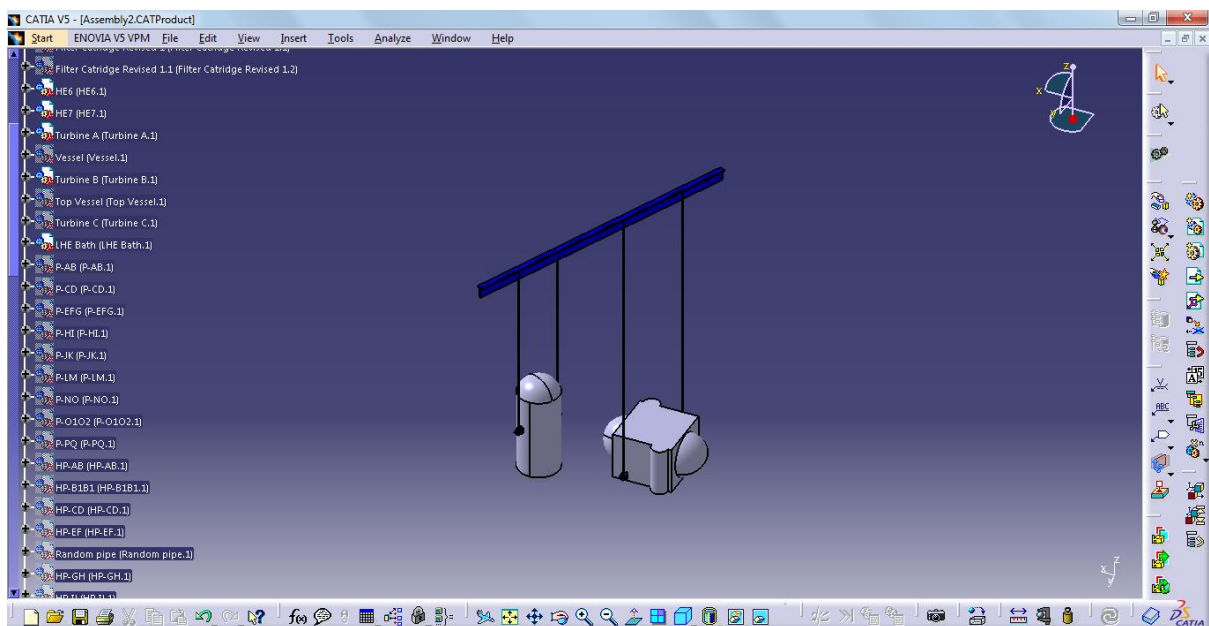 CATIA V5 - [Assembly2.CATProduct]
Start ENOVIA V5 VPM File Edit View Insert Tools Analyze Window Help
Filter Catridge Revised 1.1 (Filter Catridge Revised 1.2)
HE6 (HE6.1)
HE7 (HE7.1)
Turbine A (Turbine A.1)
Vessel (Vessel.1)
Turbine B (Turbine B.1)
Top Vessel (Top Vessel.1)
Turbine C (Turbine C.1)
LHE Bath (LHE Bath.1)
P-AB (P-AB.1)
P-CD (P-CD.1)
P-EFG (P-EFG.1)
P-HI (P-HI.1)
P-JK (P-JK.1)
P-LM (P-LM.1)
P-NO (P-NO.1)
P-O1O2 (P-O1O2.1)
P-PQ (P-PQ.1)
HP-AB (HP-AB.1)
HP-B1B1 (HP-B1B1.1)
HP-CD (HP-CD.1)
HP-EF (HP-EF.1)
Random pipe (Random pipe.1)
HP-GH (HP-GH.1)
z
x
y
z
x
y
ABC
f(x)
CATIA